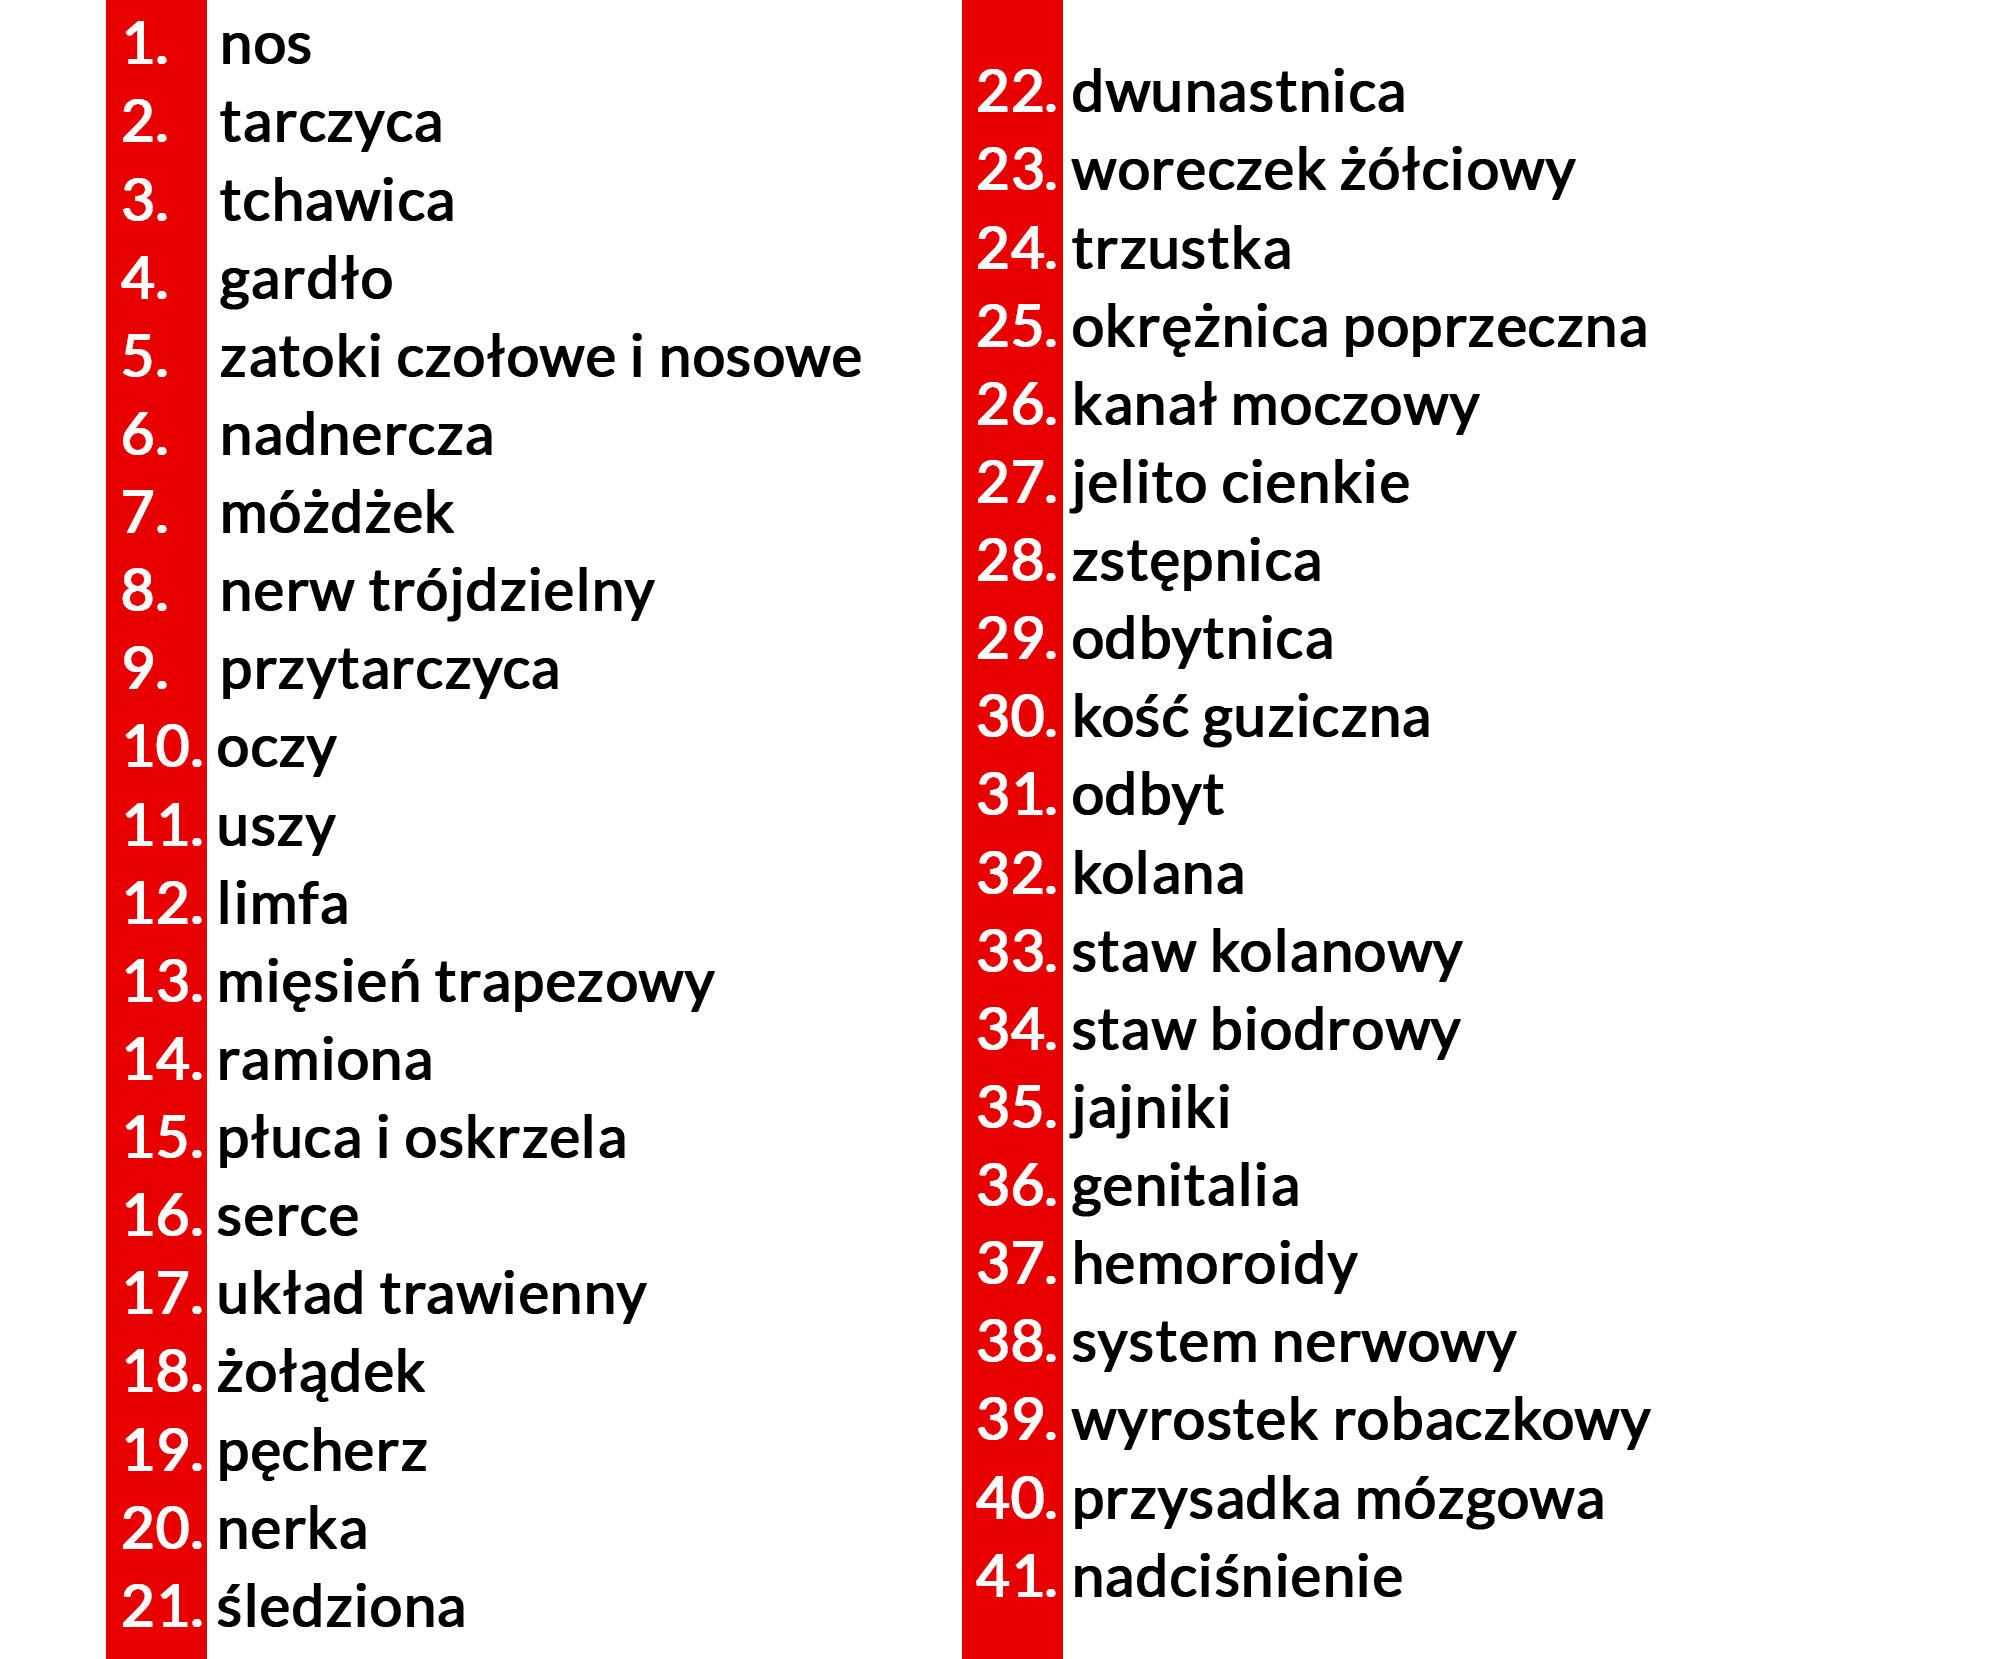 1. nos
2. tarczyca
3. tchawica
4. gardło
5. zatoki czołowe i nosowe
6. nadnercza
7. móżdżek
8. nerw trójdzielny
9. przytarczyca
10. oczy
11. uszy
12. limfa
13. mięsień trapezowy
14. ramiona
15. płuca i oskrzela
16. serce
17. układ trawienny
18. żołądek
19. pęcherz
20. nerka
21. śledziona
22. dwunastnica
23. woreczek żółciowy
24. trzustka
25. okrężnica poprzeczna
26. kanał moczowy
27. jelito cienkie
28. zstępnica
29. odbytnica
30. kość guziczna
31. odbyt
32. kolana
33. staw kolanowy
34. staw biodrowy
35. jajniki
36. genitalia
37. hemoroidy
38. system nerwowy
39. wyrostek robaczkowy
40. przysadka mózgowa
41. nadciśnienie